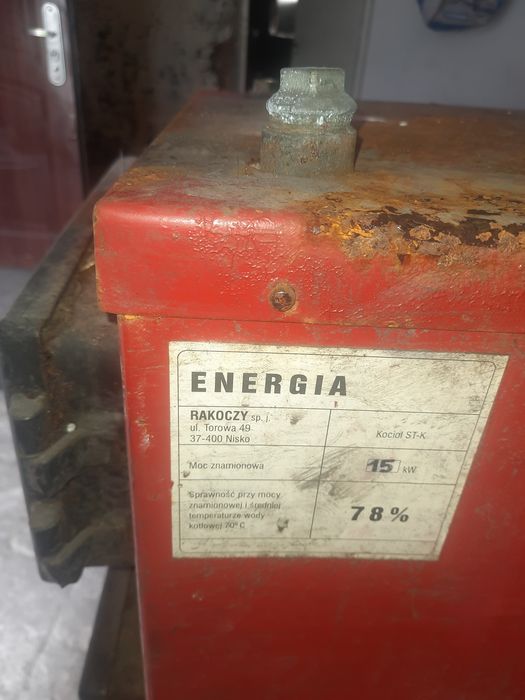 ENERGIA
RAKOCZY sp. j.
ul. Torowa 49
37-400 Nisko
Kocioł ST-K
Moc znamionowa
15 kW
Sprawność przy mocy
znamionowej i średniej
temperaturze wody
kotłowej 70° C
78%